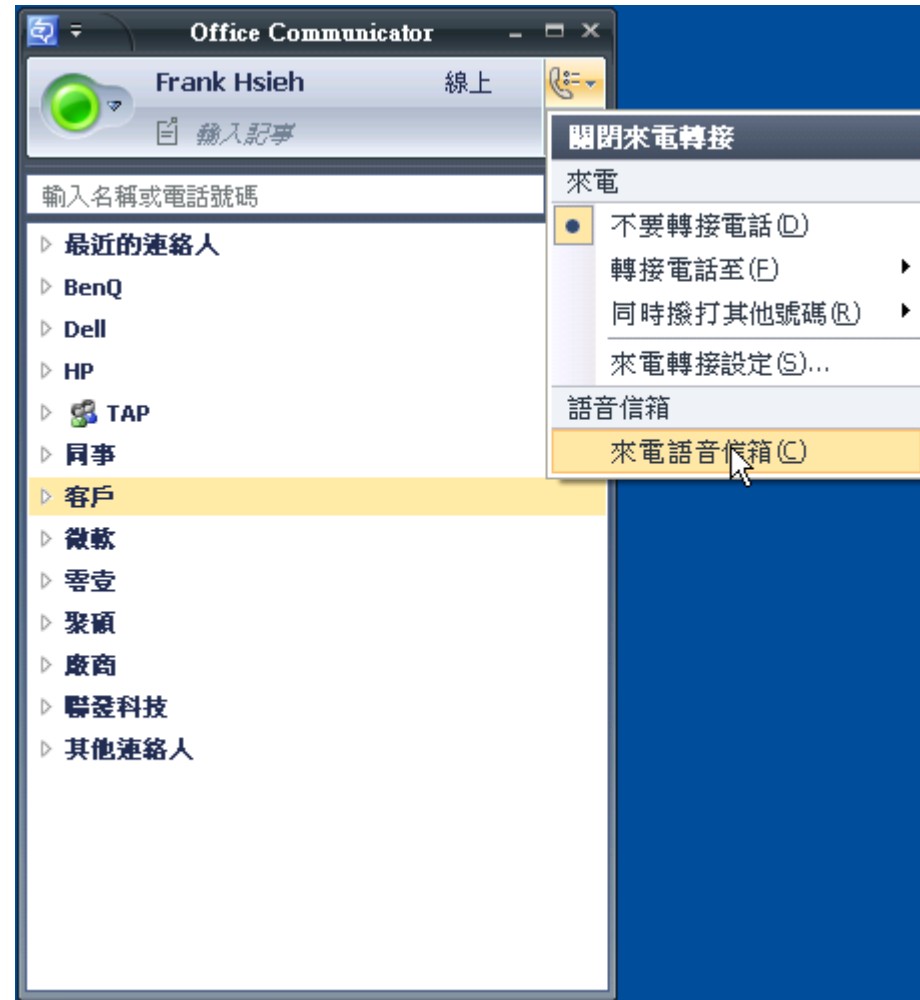 Office Communicator
Frank Hsieh 線上
輸入記事
輸入名稱或電話號碼
最近的連絡人
BenQ
Dell
HP
TAP
同事
客戶
微軟
零壹
聚碩
廠商
聯發科技
其他連絡人
關閉來電轉接
來電
不要轉接電話(D)
轉接電話至(F)
同時撥打其他號碼(R)
來電轉接設定(S)...
語音信箱
來電語音信箱(C)